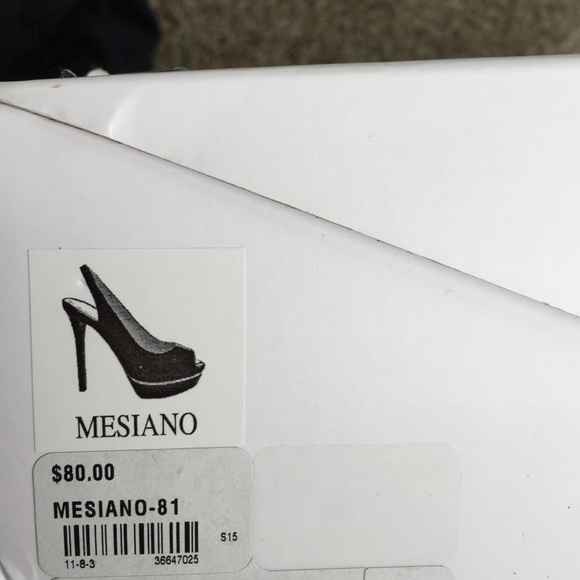 MESIANO
$80.00
MESIANO-81
S15
11-8-3 36647025